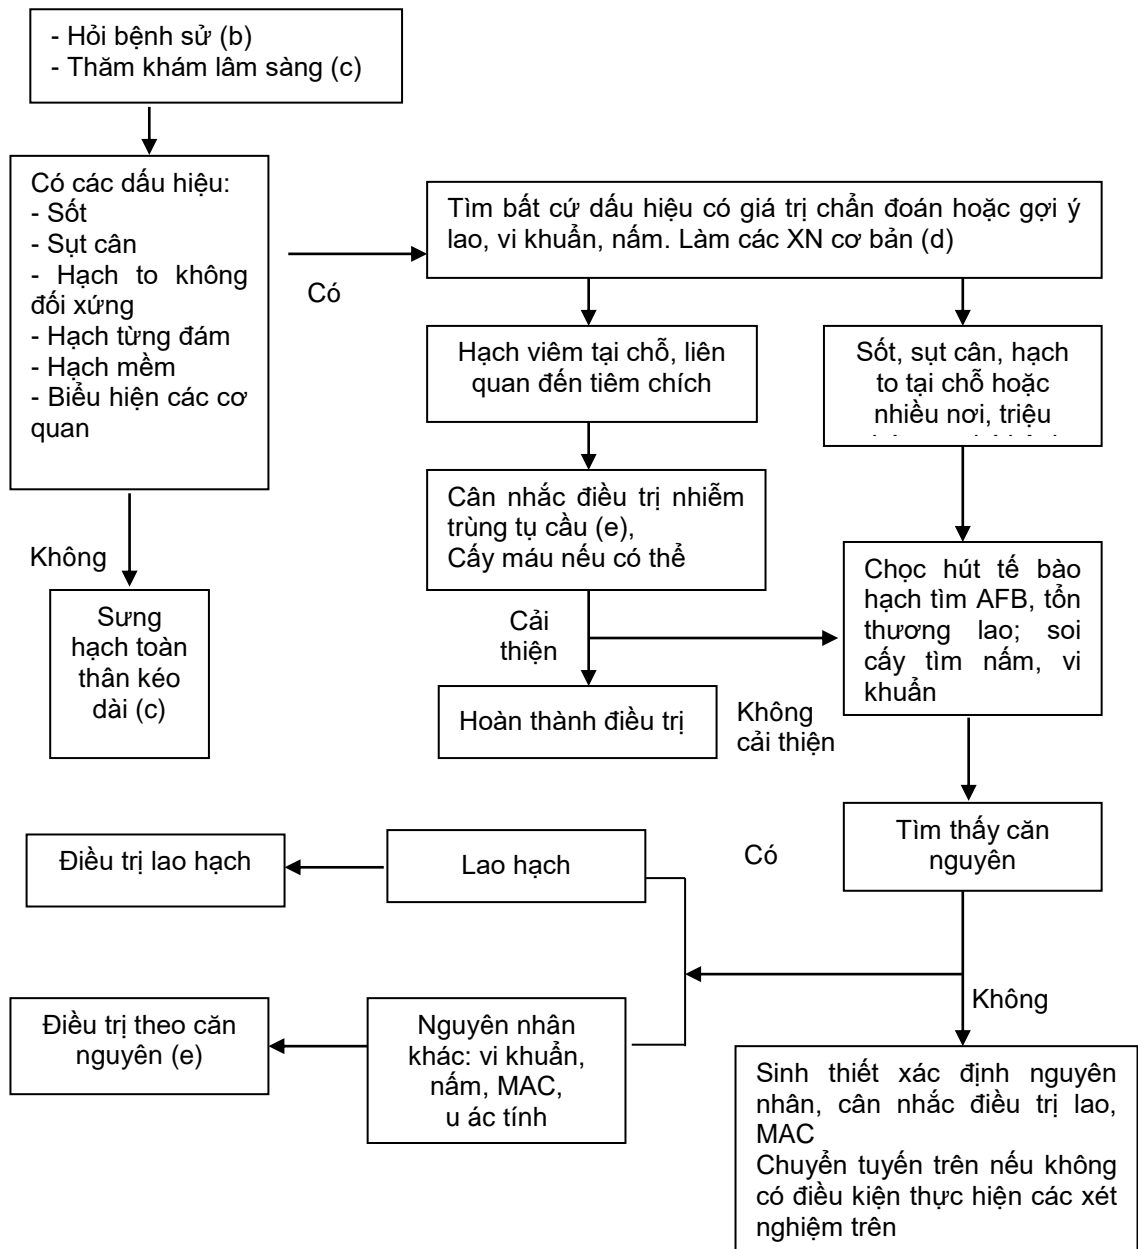 - Hỏi bệnh sử (b)
- Thăm khám lâm sàng (c)
Có các dấu hiệu:
- Sốt
- Sụt cân
- Hạch to không
đối xứng
- Hạch từng đám
- Hạch mềm
- Biểu hiện các cơ
quan
Có
Tìm bất cứ dấu hiệu có giá trị chẩn đoán hoặc gợi ý
lao, vi khuẩn, nấm. Làm các XN cơ bản (d)
Hạch viêm tại chỗ, liên
quan đến tiêm chích
Sốt, sụt cân, hạch
to tại chỗ hoặc
nhiều nơi, triệu
Cân nhắc điều trị nhiễm
trùng tụ cầu (e),
Cấy máu nếu có thể
Không
Sưng
hạch toàn
thân kéo
dài (c)
Cải
thiện
Chọc hút tế bào
hạch tìm AFB, tổn
thương lao; soi
cấy tìm nấm, vi
khuẩn
Hoàn thành điều trị
Không
cải thiện
Tìm thấy căn
nguyên
Có
Lao hạch
Điều trị lao hạch
Không
Nguyên nhân
khác: vi khuẩn,
nấm, MAC,
u ác tính
Điều trị theo căn
nguyên (e)
Sinh thiết xác định nguyên
nhân, cân nhắc điều trị lao,
MAC
Chuyển tuyến trên nếu không
có điều kiện thực hiện các xét
nghiệm trên